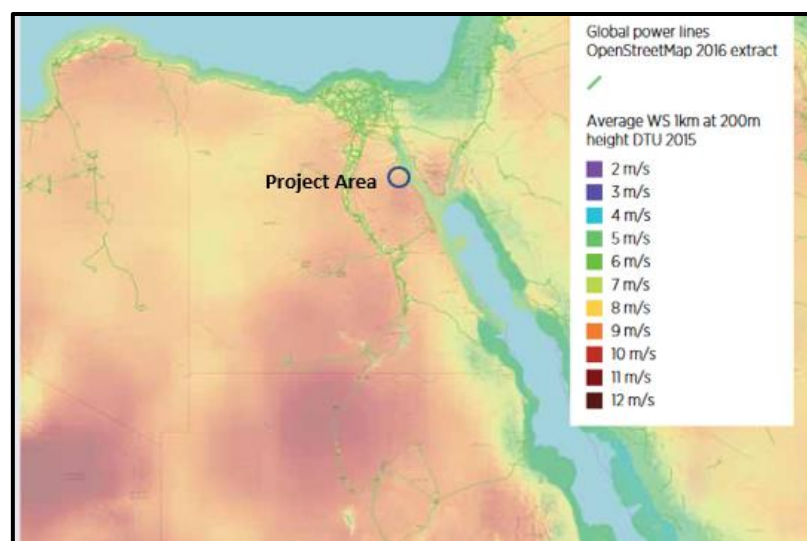 Global power lines
OpenStreetMap 2016 extract
Average WS 1km at 200m
height DTU 2015
2 m/s
3 m/s
4 m/s
5 m/s
6 m/s
7 m/s
8 m/s
9 m/s
10 m/s
11 m/s
12 m/s
Project Area